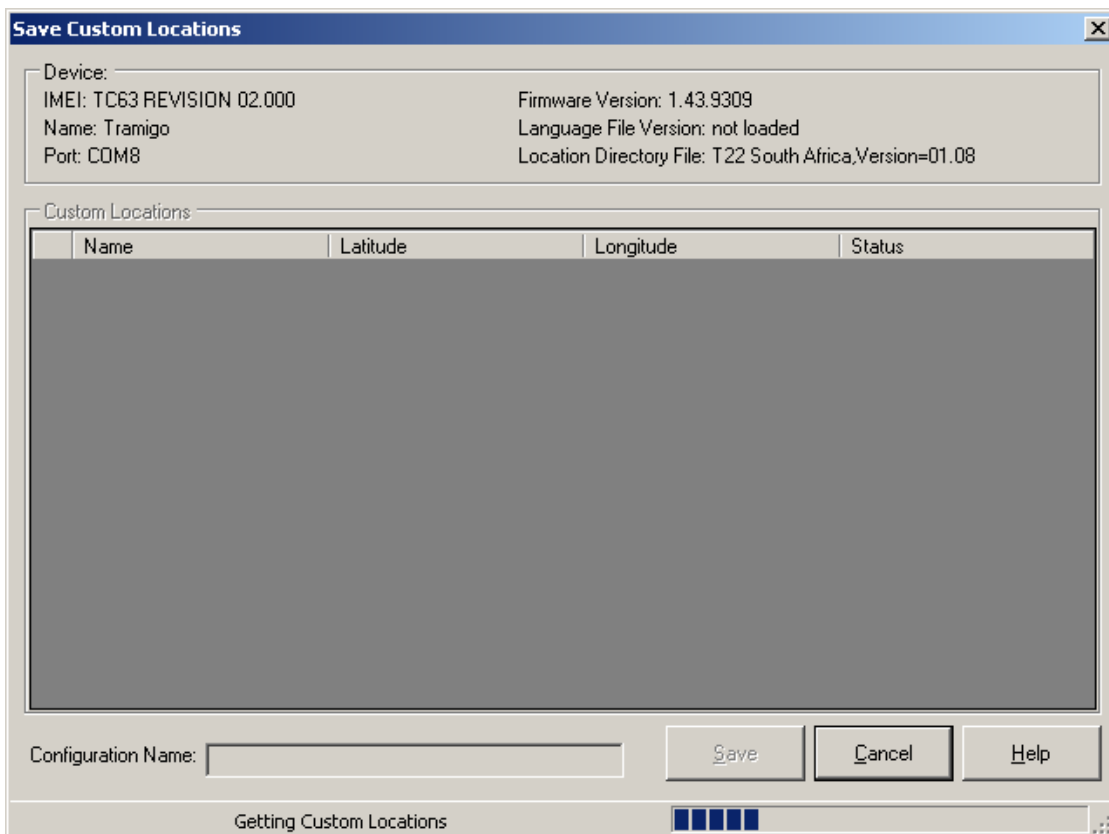 Save Custom Locations
Device:
IMEI: TC63 REVISION 02.000
Name: Tramigo
Port: COM8
Firmware Version: 1.43.9309
Language File Version: not loaded
Location Directory File: T22 South Africa,Version=01.08
Custom Locations
Name Latitude Longitude Status
Configuration Name:
Save Cancel Help
Getting Custom Locations